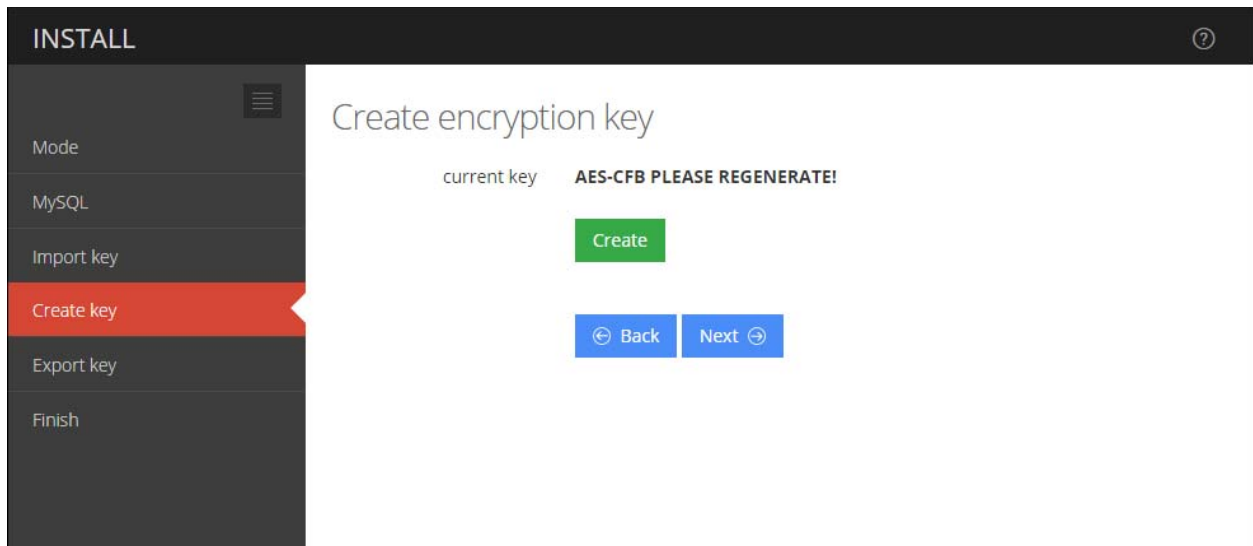 INSTALL
Mode
MySQL
Import key
Create key
Export key
Finish
Create encryption key
current key AES-CFB PLEASE REGENERATE!
Create
Back Next